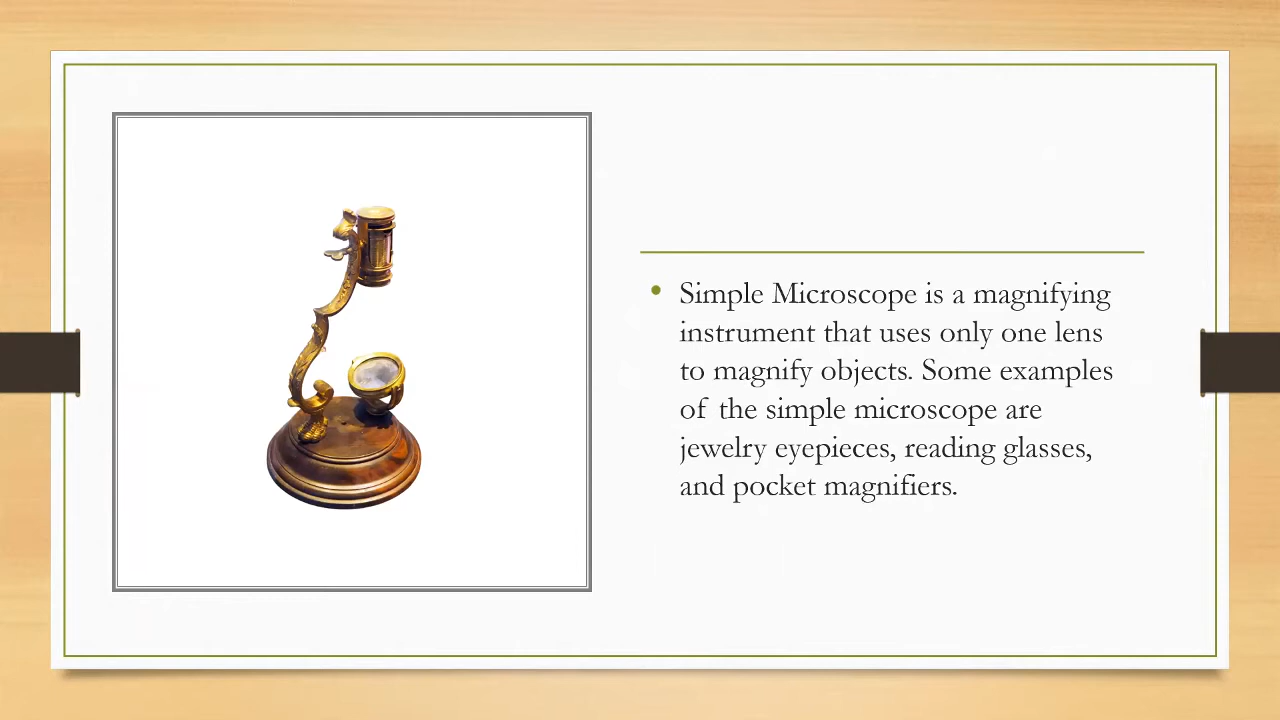 Simple Microscope is a magnifying
instrument that uses only one lens
to magnify objects. Some examples
of the simple microscope are
jewelry eyepieces, reading glasses,
and pocket magnifiers.